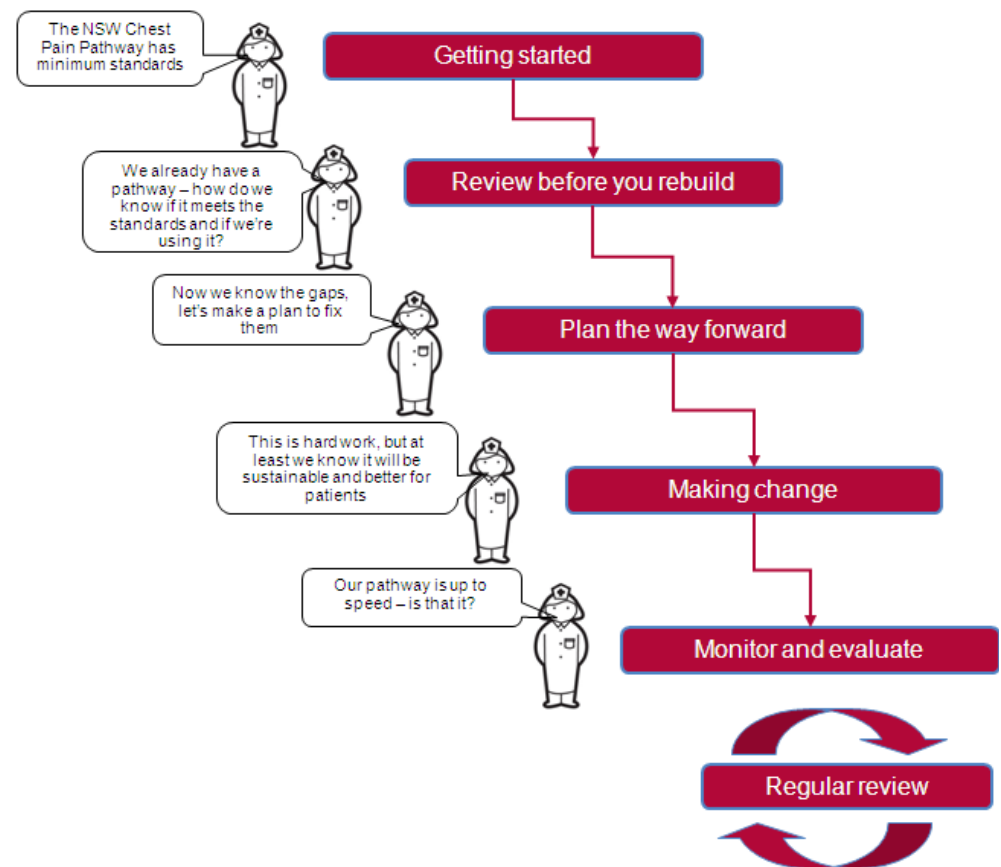 The NSW Chest
Pain Pathway has
minimum standards
Getting started
We already have a
pathway – how do we
know if it meets the
standards and if we're
using it?
Review before you rebuild
Now we know the gaps,
let's make a plan to fix
them
Plan the way forward
This is hard work, but at
least we know it will be
sustainable and better for
patients
Making change
Our pathway is up to
speed – is that it?
Monitor and evaluate
Regular review